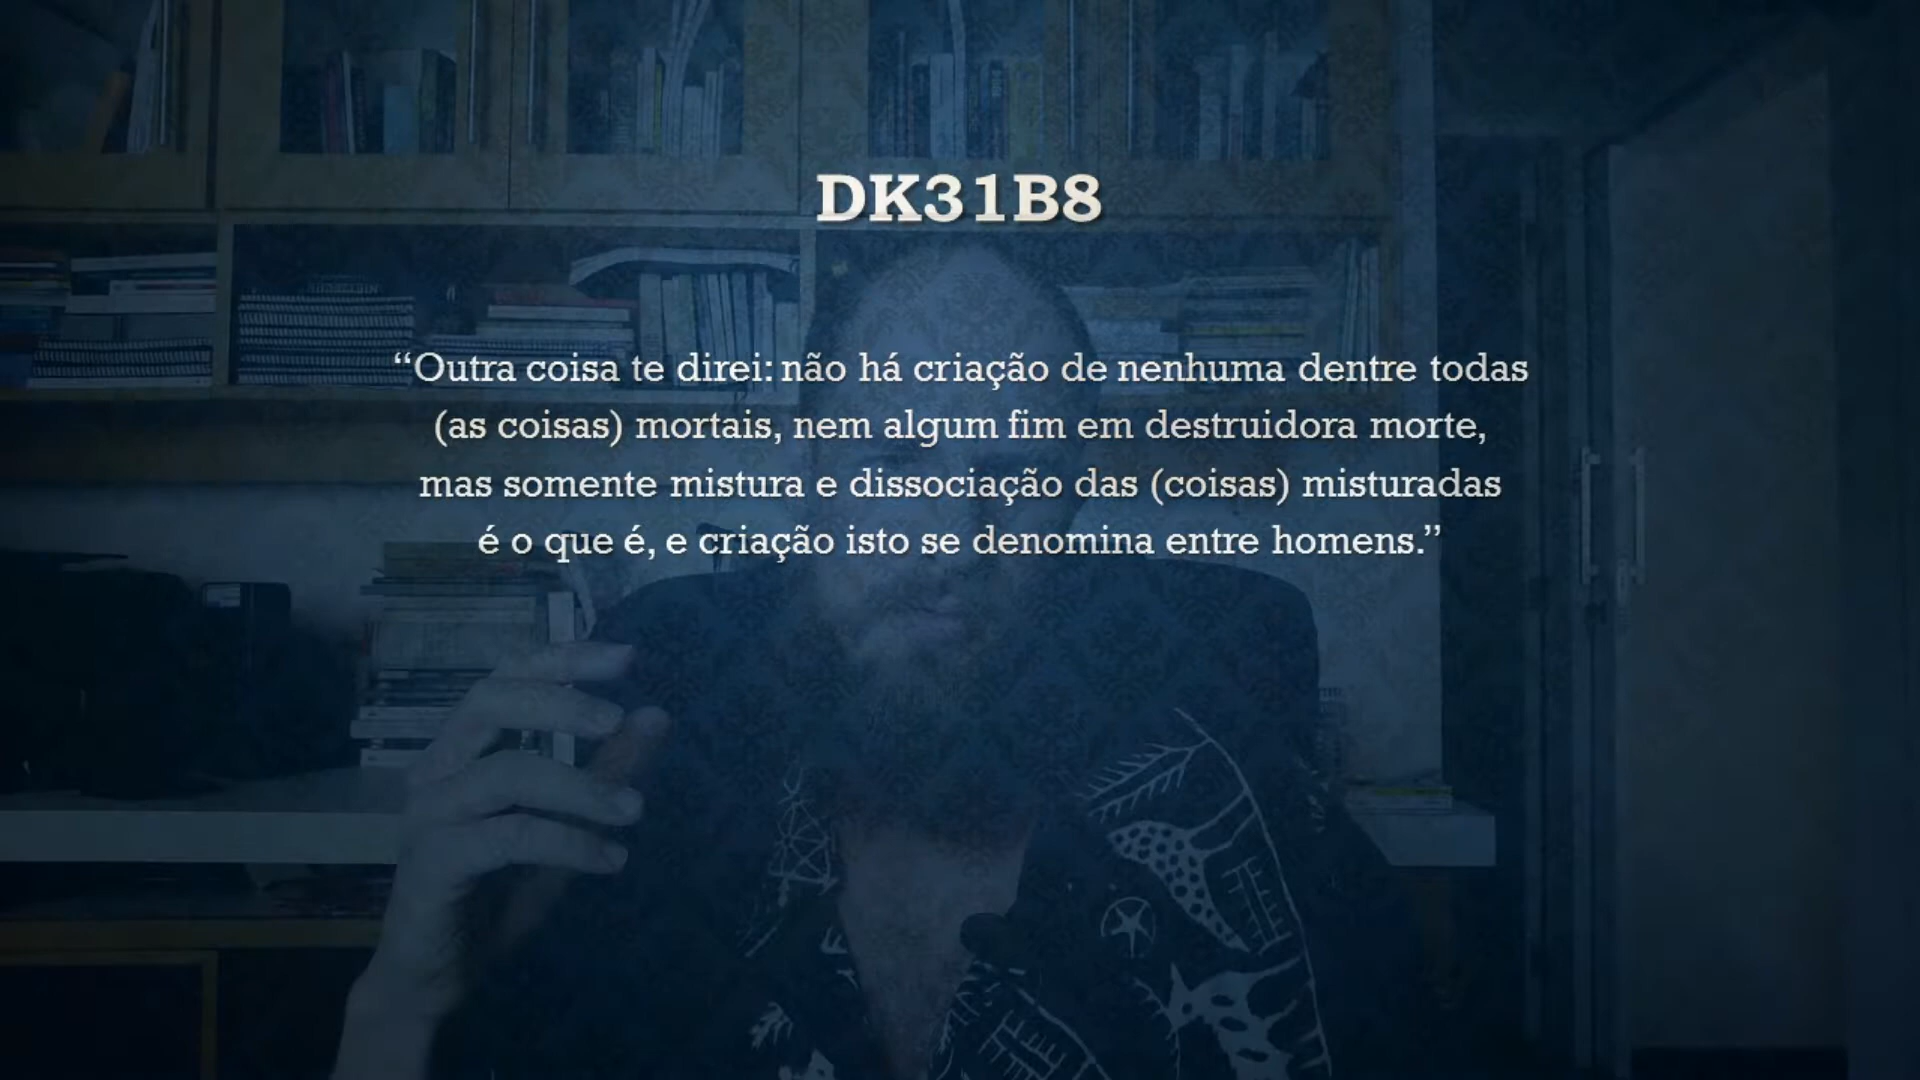 DK31B8
“Outra coisa te direi: não há criação de nenhuma dentre todas
(as coisas) mortais, nem algum fim em destruidora morte,
mas somente mistura e dissociação das (coisas) misturadas
é o que é, e criação isto se denomina entre homens.”